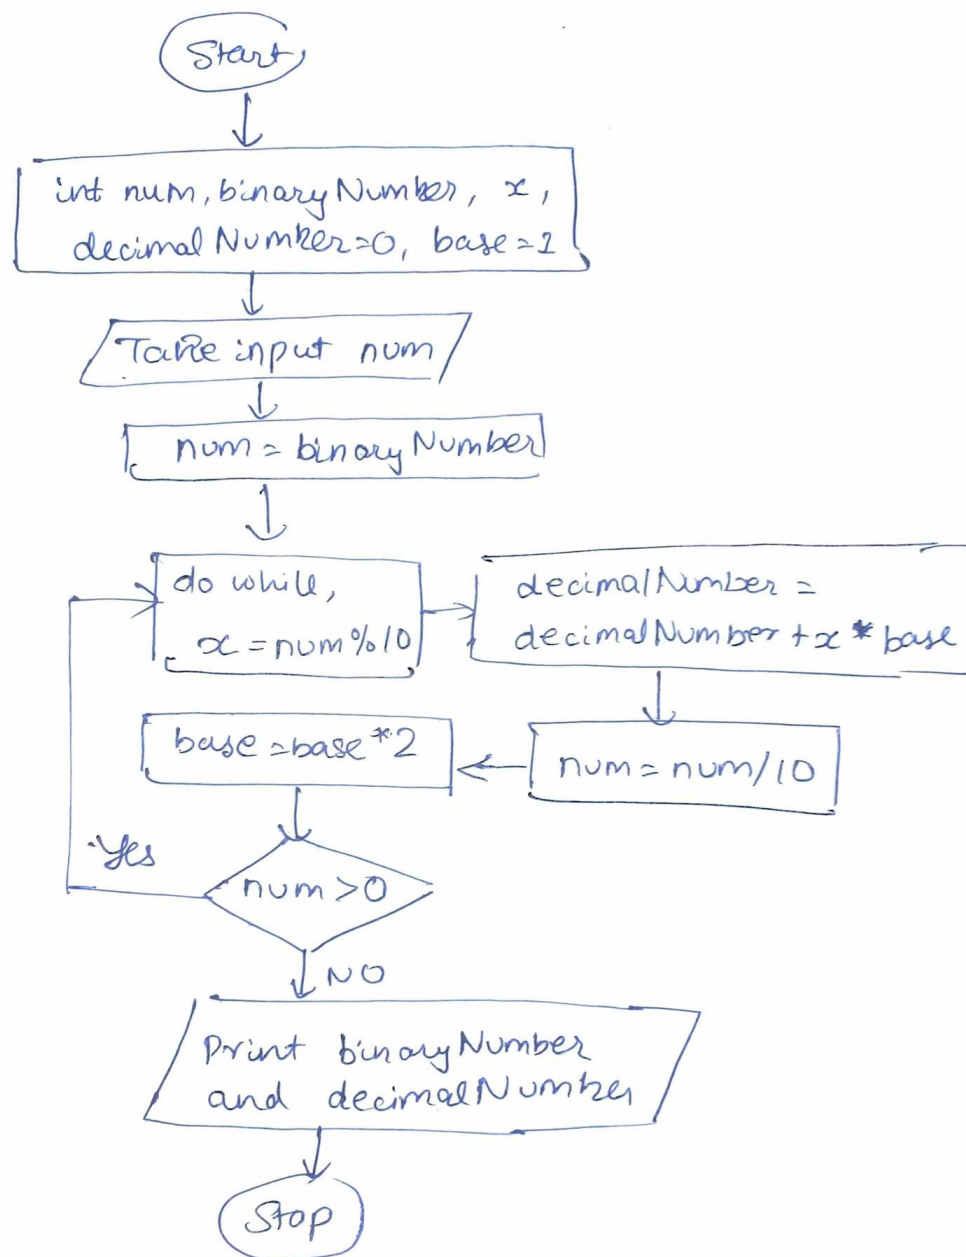 Start
int num, binaryNumber, x,
decimalNumber=0, base=1
Take input num
num = binaryNumber
do while,
x = num%10
decimalNumber =
decimalNumber + x * base
num = num/10
base = base*2
num>0
Yes
NO
Print binaryNumber
and decimalNumber
Stop